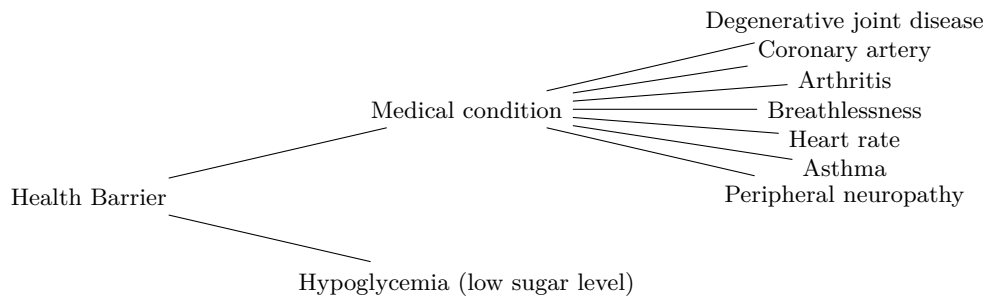 Degenerative joint disease
Coronary artery
Arthritis
Medical condition
Breathlessness
Heart rate
Asthma
Peripheral neuropathy
Health Barrier
Hypoglycemia (low sugar level)